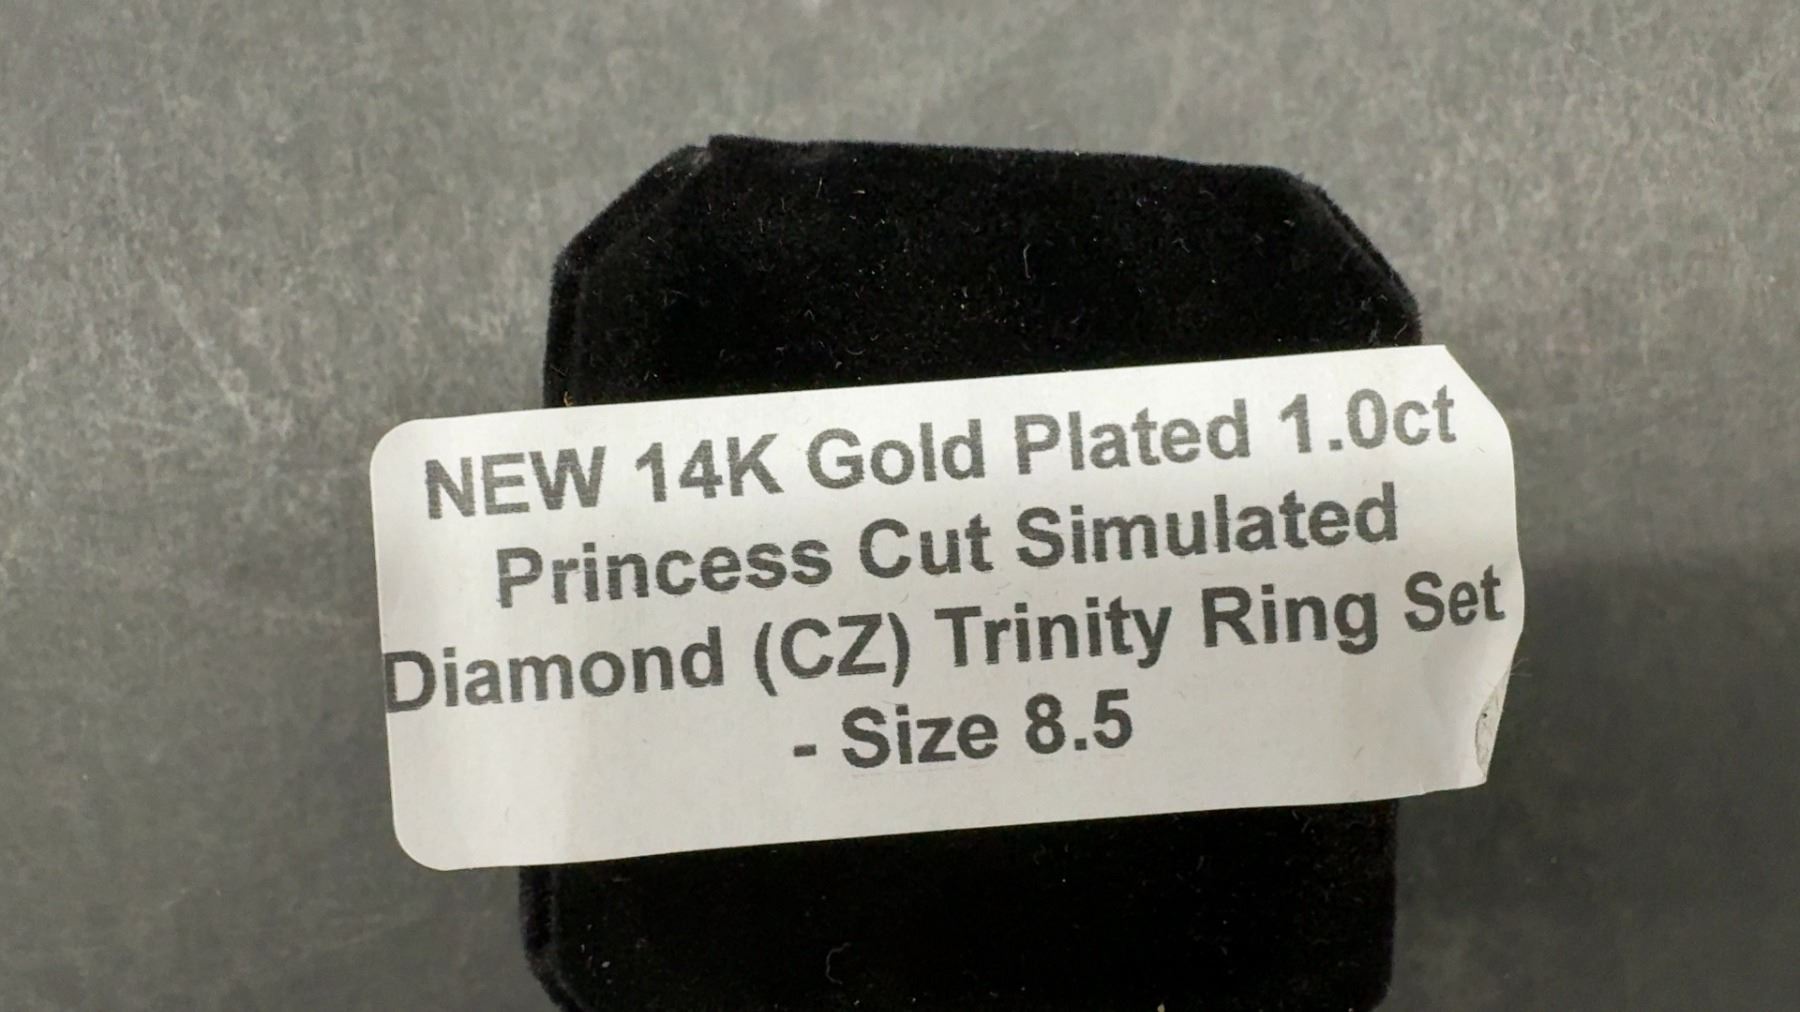 NEW 14K Gold Plated 1.0ct
Princess Cut Simulated
Diamond (CZ) Trinity Ring Set
- Size 8.5